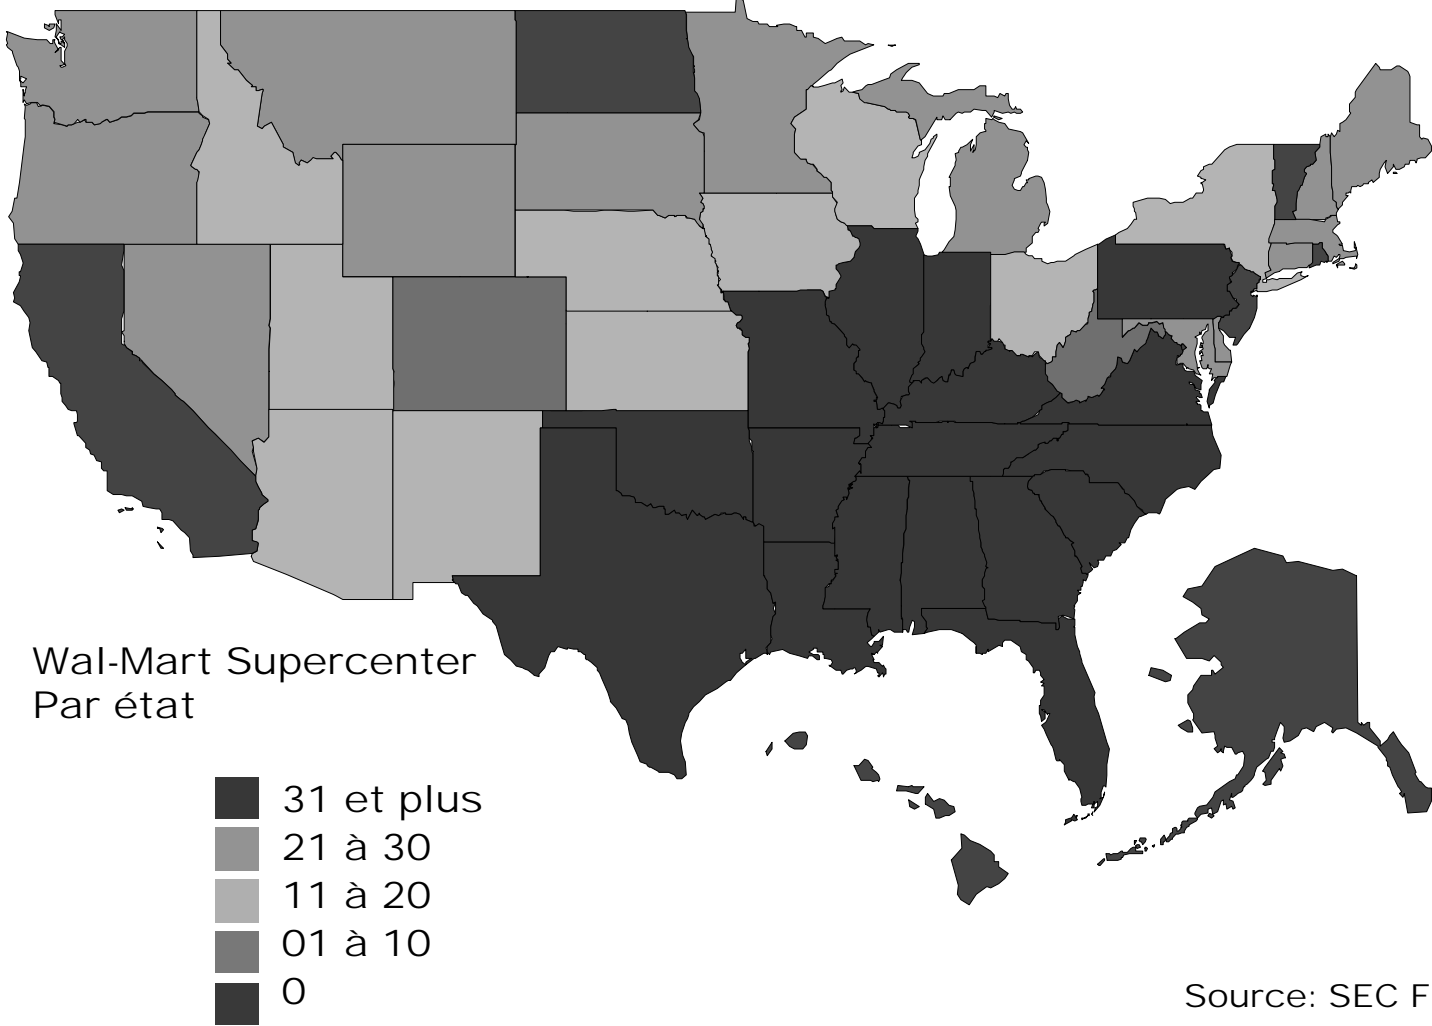 Wal-Mart Supercenter
Par état
31 et plus
21 à 30
11 à 20
01 à 10
0
Source: SEC F